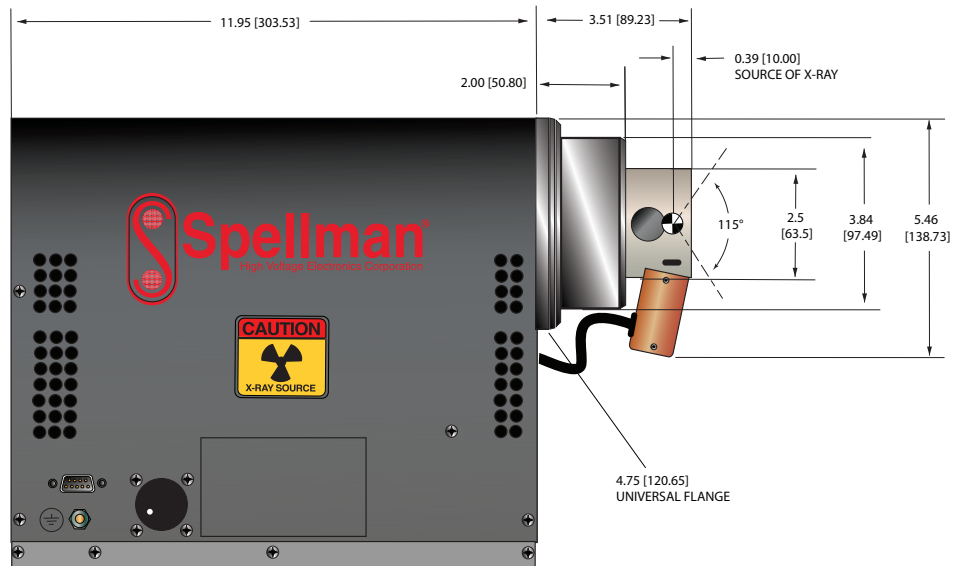 11.95 [303.53]
3.51 [89.23]
0.39 [10.00]
SOURCE OF X-RAY
2.00 [50.80]
115°
2.5
[63.5]
3.84
[97.49]
5.46
[138.73]
Spellman®
High Voltage Electronics Corporation
CAUTION
X-RAY SOURCE
4.75 [120.65]
UNIVERSAL FLANGE